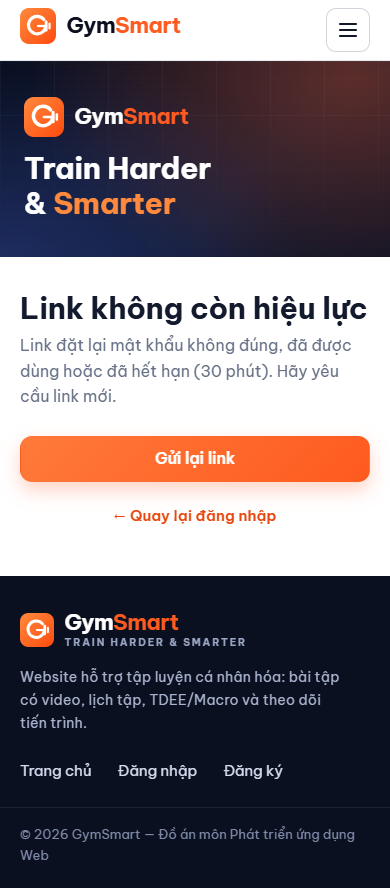 GymSmart
GymSmart
Train Harder
& Smarter
Link không còn hiệu lực
Link đặt lại mật khẩu không đúng, đã được
dùng hoặc đã hết hạn (30 phút). Hãy yêu
cầu link mới.
Gửi lại link
← Quay lại đăng nhập
GymSmart
TRAIN HARDER & SMARTER
Website hỗ trợ tập luyện cá nhân hóa: bài tập
có video, lịch tập, TDEE/Macro và theo dõi
tiến trình.
Trang chủ Đăng nhập Đăng ký
© 2026 GymSmart — Đồ án môn Phát triển ứng dụng
Web